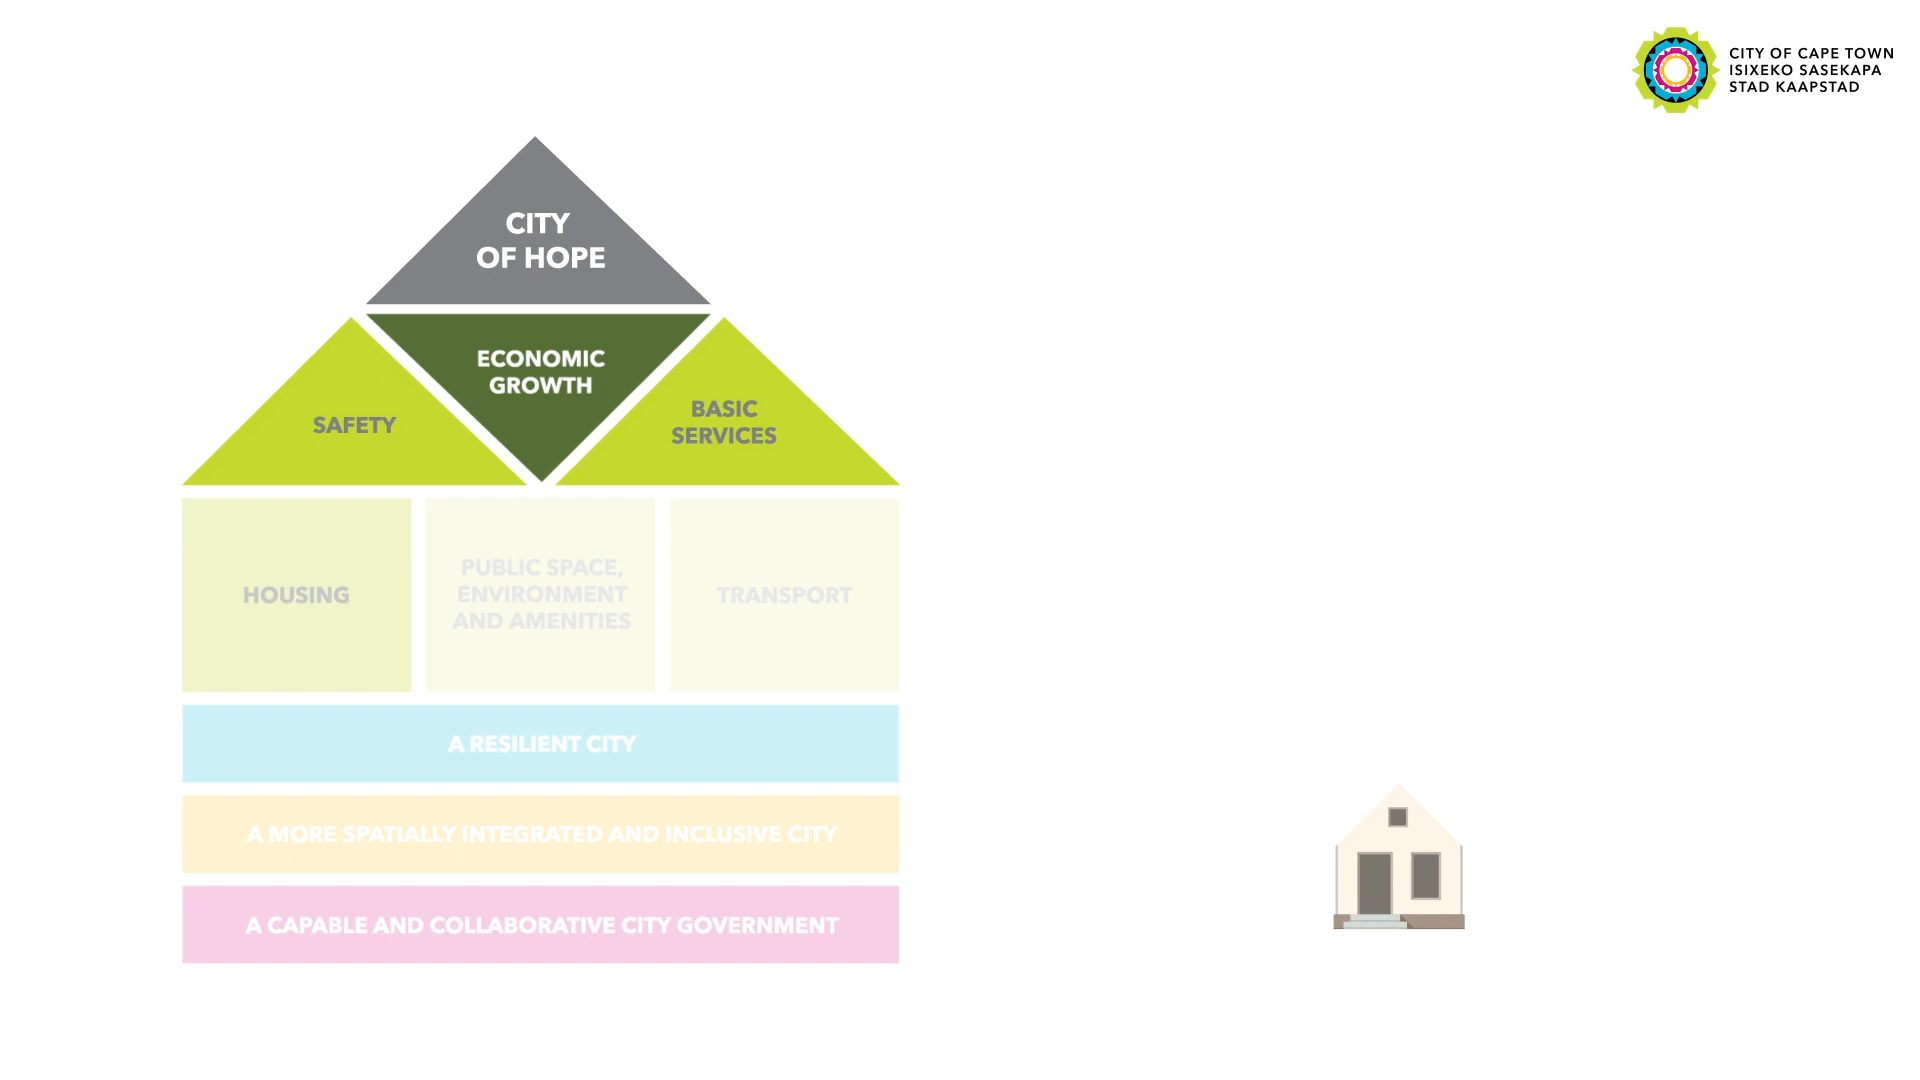 CITY OF CAPE TOWN
ISIXEKO SASEKAPA
STAD KAAPSTAD
CITY
OF HOPE
ECONOMIC
GROWTH
SAFETY
BASIC
SERVICES
HOUSING
PUBLIC SPACE,
ENVIRONMENT
AND AMENITIES
TRANSPORT
A RESILIENT CITY
A MORE SPATIALLY INTEGRATED AND INCLUSIVE CITY
A CAPABLE AND COLLABORATIVE CITY GOVERNMENT